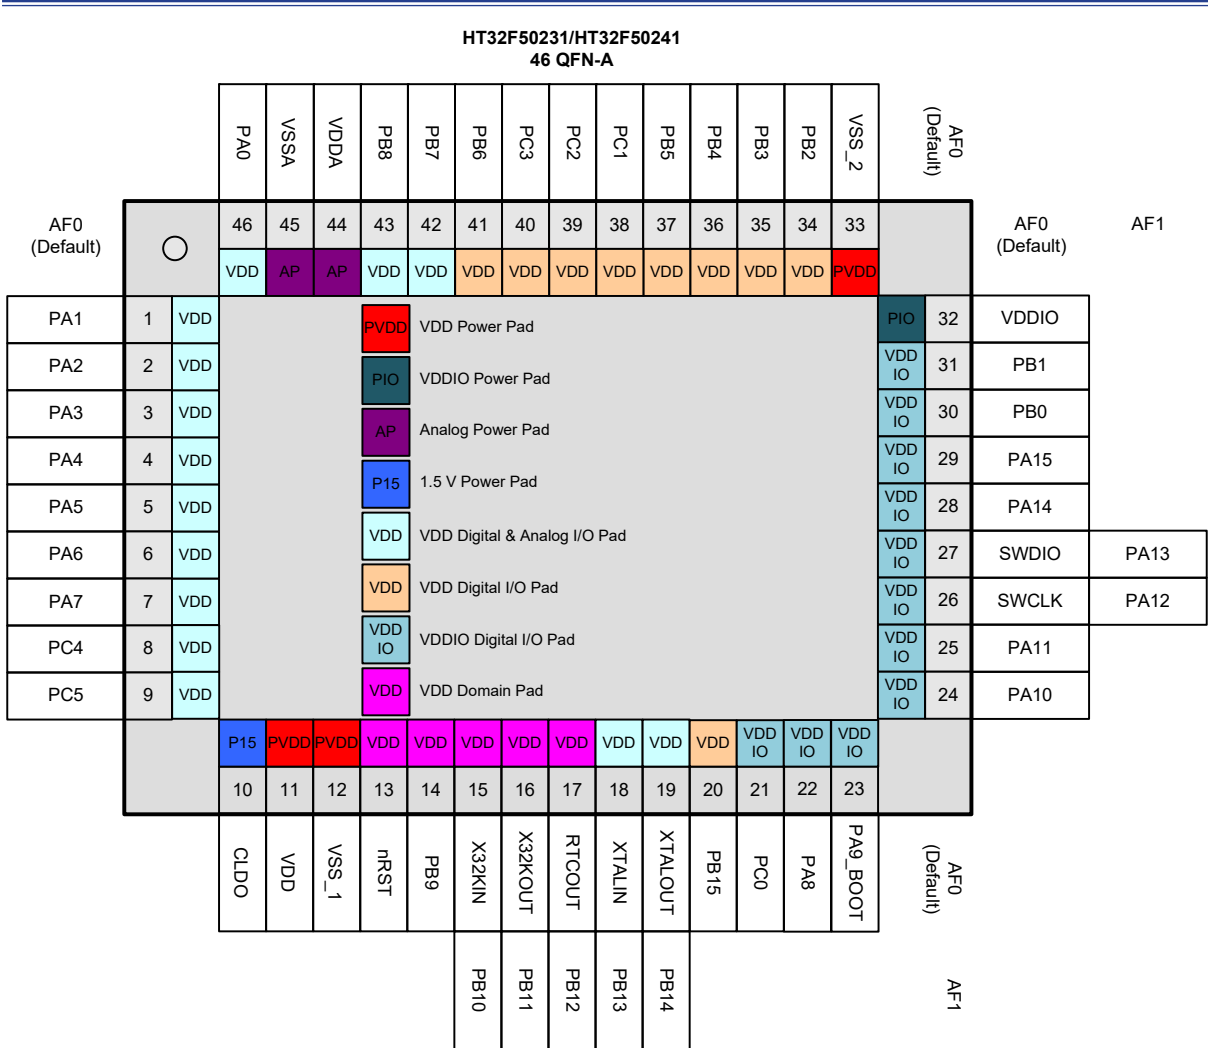 HT32F50231/HT32F50241
46 QFN-A
PA0 VSSA VDDA PB8 PB7 PB6 PC3 PC2 PC1 PB5 PB4 PB3 PB2 VSS_2
AF0
(Default)
AF0
(Default)
46 45 44 43 42 41 40 39 38 37 36 35 34 33
AF0
(Default)
AF1
VDD AP AP VDD VDD VDD VDD VDD VDD VDD VDD VDD VDD PVDD
PA1 1 VDD
PVDD VDD Power Pad
PIO 32 VDDIO
PA2 2 VDD
PIO VDDIO Power Pad
VDD
IO 31 PB1
PA3 3 VDD
AP Analog Power Pad
VDD
IO 30 PB0
PA4 4 VDD
P15 1.5 V Power Pad
VDD
IO 29 PA15
PA5 5 VDD
VDD VDD Digital & Analog I/O Pad
VDD
IO 28 PA14
PA6 6 VDD
VDD
IO 27 SWDIO PA13
PA7 7 VDD
VDD VDD Digital I/O Pad
VDD
IO 26 SWCLK PA12
PC4 8 VDD
VDD
IO VDDIO Digital I/O Pad
VDD
IO 25 PA11
PC5 9 VDD
VDD VDD Domain Pad
VDD
IO 24 PA10
P15 PVDD PVDD VDD VDD VDD VDD VDD VDD VDD VDD VDD
IO VDD
IO VDD
IO
10 11 12 13 14 15 16 17 18 19 20 21 22 23
CLDO VDD VSS_1 nRST PB9 X32KIN X32KOUT RTCOUT XTALIN XTALOUT PB15 PC0 PA8 PA9_BOOT
AF0
(Default)
PB10 PB11 PB12 PB13 PB14
AF1